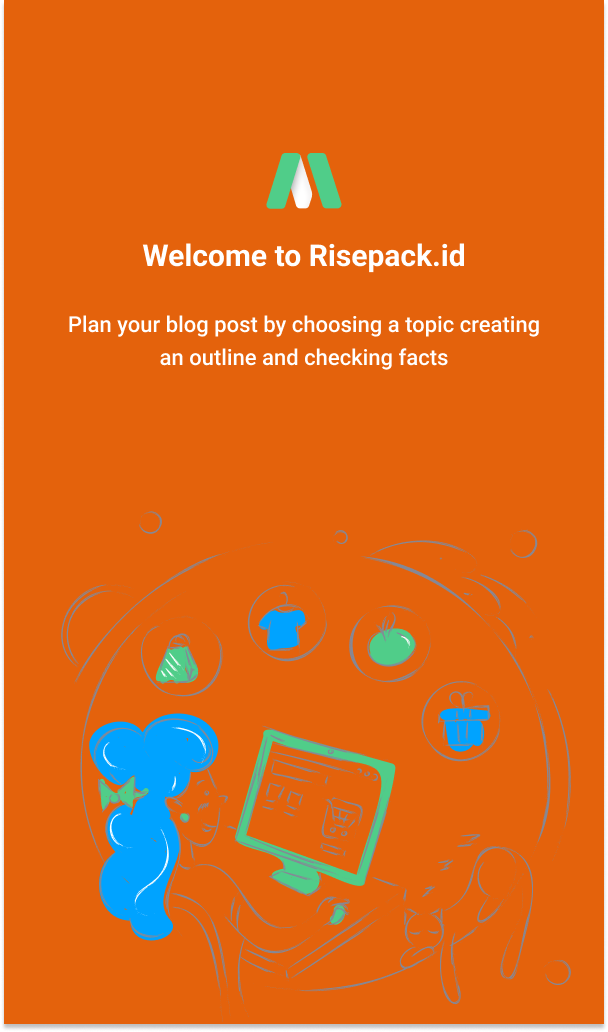 Welcome to Risepack.id
Plan your blog post by choosing a topic creating
an outline and checking facts